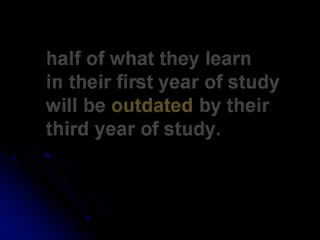 half of what they learn
in their first year of study
will be outdated by their
third year of study.